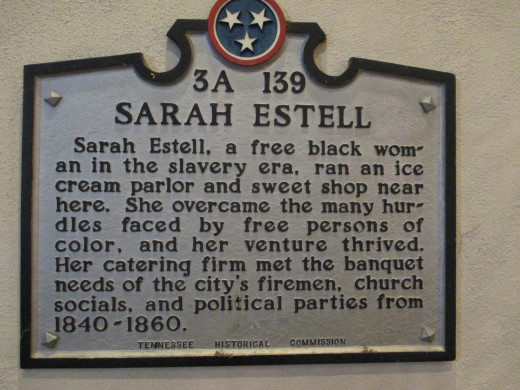 3A 139
SARAH ESTELL
Sarah Estell, a free black wom-
an in the slavery era, ran an ice
cream parlor and sweet shop near
here. She overcame the many hur-
dles faced by free persons of
color, and her venture thrived.
Her catering firm met the banquet
needs of the city's firemen, church
socials, and political parties from
1840-1860.
TENNESSEE HISTORICAL COMMISSION